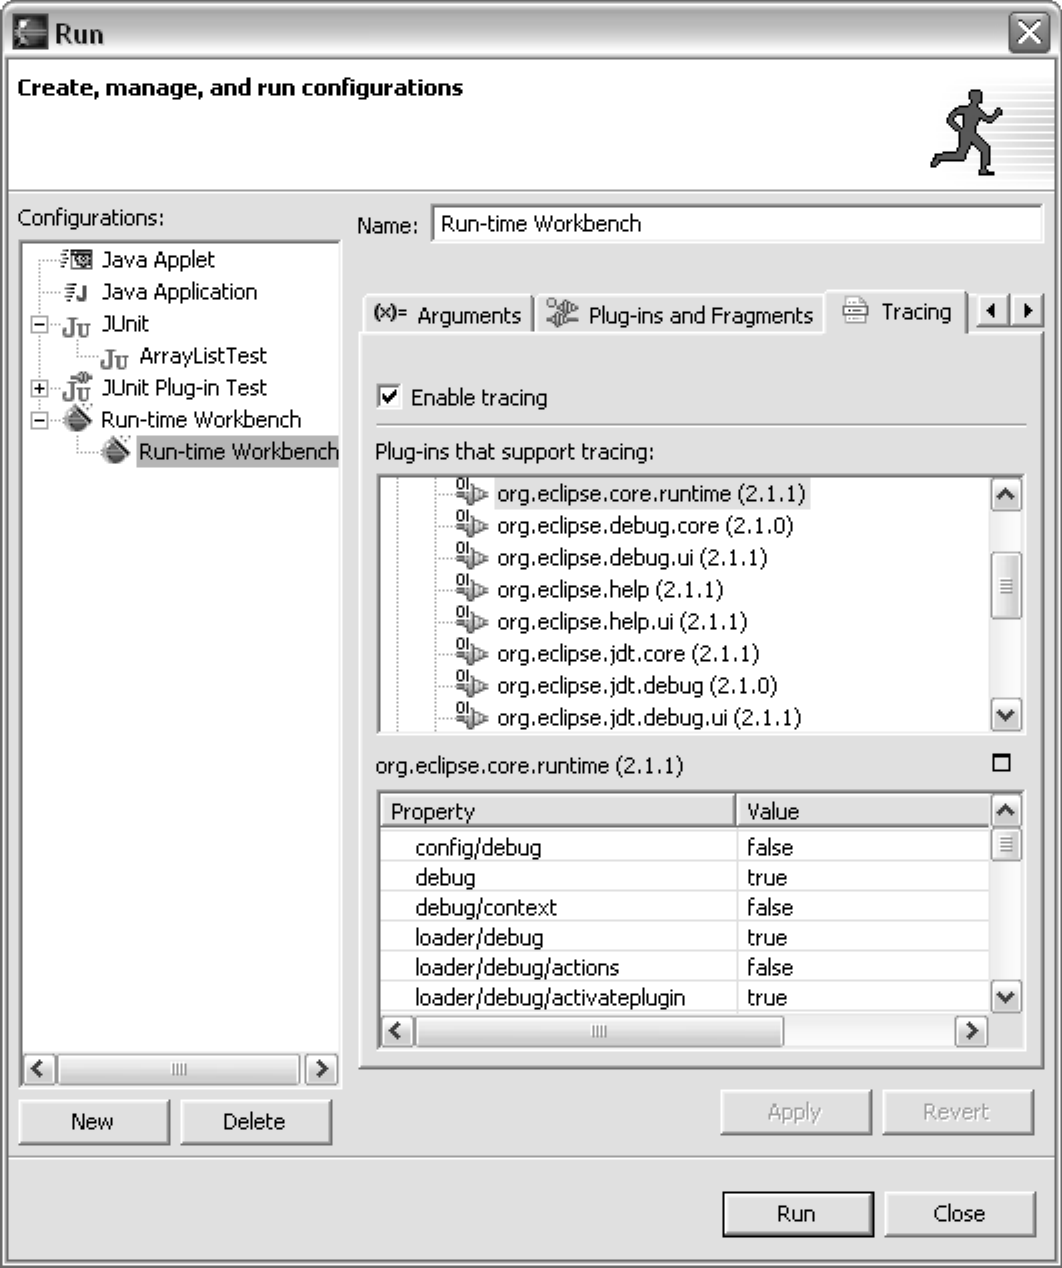 Run
Create, manage, and run configurations
Configurations:
Java Applet
Java Application
JUnit
ArrayListTest
JUnit Plug-in Test
Run-time Workbench
Run-time Workbench
New
Delete
Name: Run-time Workbench
(x)= Arguments
Plug-ins and Fragments
Tracing
Enable tracing
Plug-ins that support tracing:
org.eclipse.core.runtime (2.1.1)
org.eclipse.debug.core (2.1.0)
org.eclipse.debug.ui (2.1.1)
org.eclipse.help (2.1.1)
org.eclipse.help.ui (2.1.1)
org.eclipse.jdt.core (2.1.1)
org.eclipse.jdt.debug (2.1.0)
org.eclipse.jdt.debug.ui (2.1.1)
org.eclipse.core.runtime (2.1.1)
Property Value
config/debug false
debug true
debug/context false
loader/debug true
loader/debug/actions false
loader/debug/activateplugin true
Apply
Revert
Run
Close